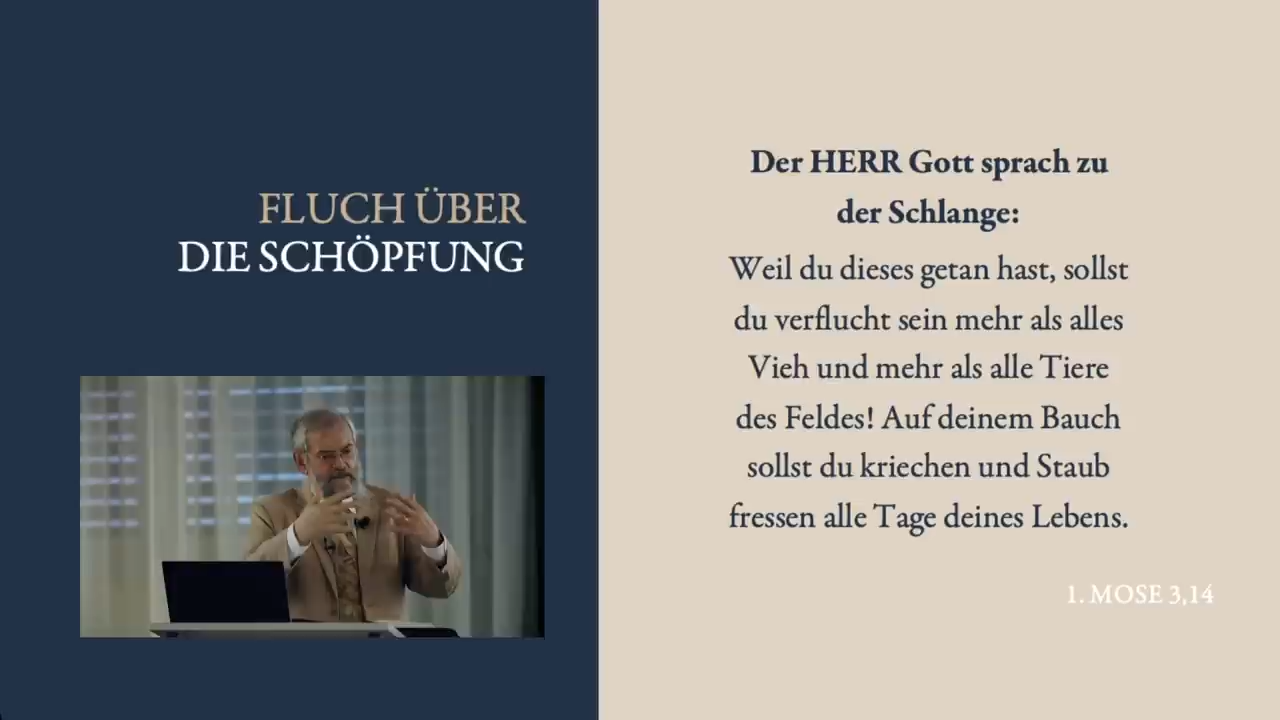 FLUCH ÜBER
DIE SCHÖPFUNG
Der HERR Gott sprach zu
der Schlange:
Weil du dieses getan hast, sollst
du verflucht sein mehr als alles
Vieh und mehr als alle Tiere
des Feldes! Auf deinem Bauch
sollst du kriechen und Staub
fressen alle Tage deines Lebens.
1. MOSE 3,14